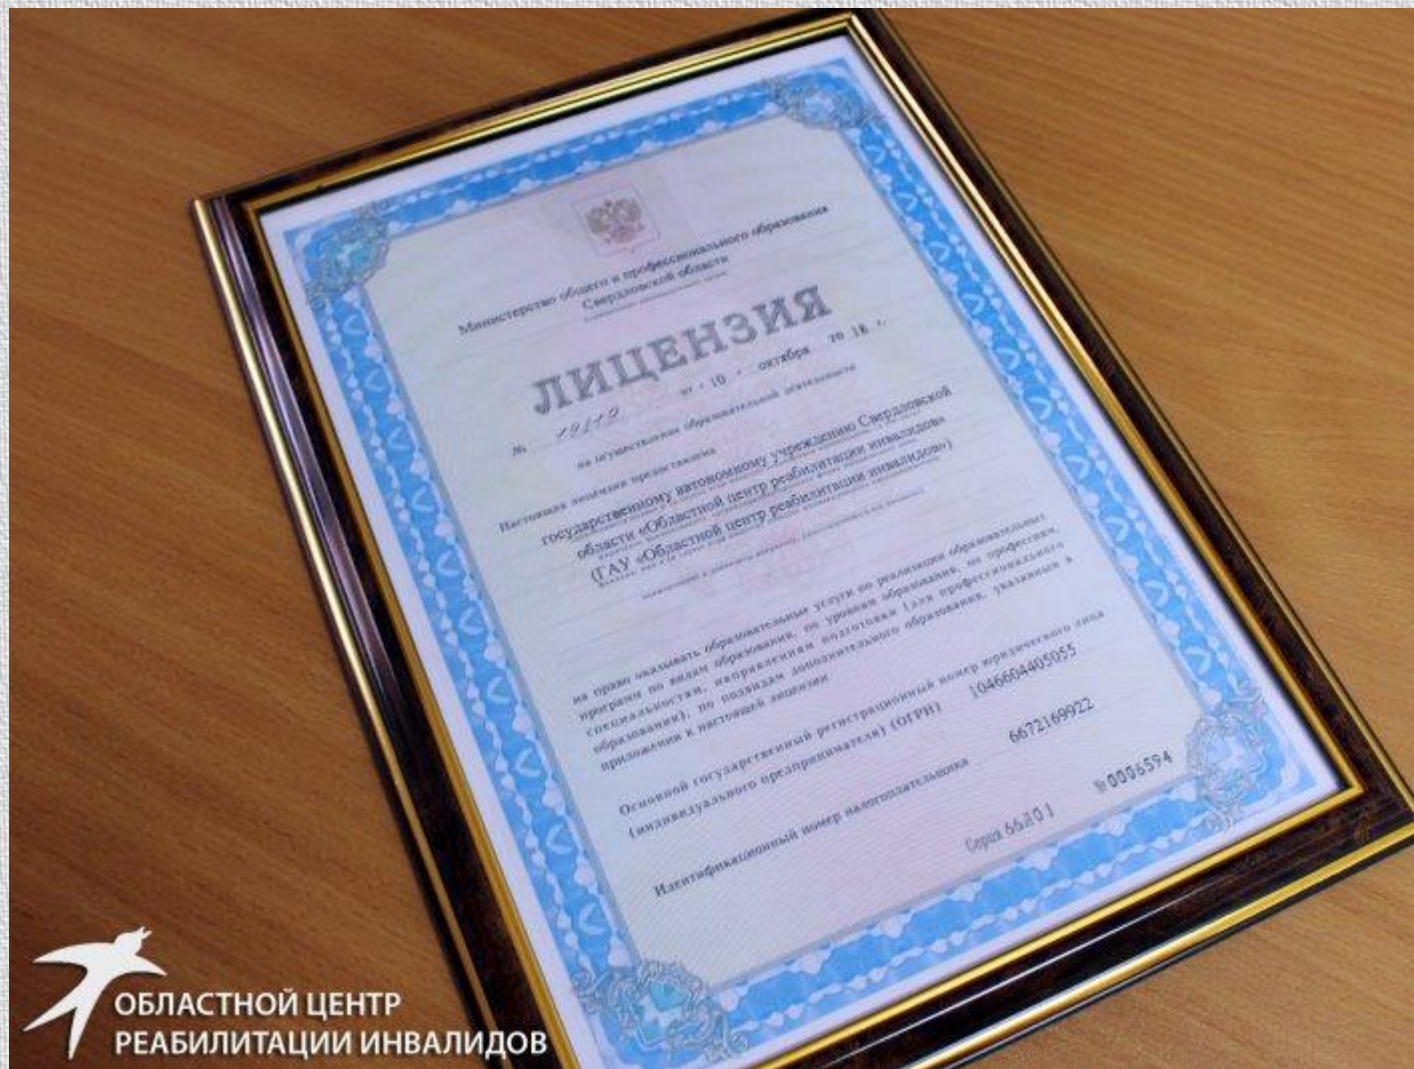 Министерство общего и профессионального образования
Свердловской области
ЛИЦЕНЗИЯ
№ от « 10 » октября 20 18 г.
на осуществление образовательной деятельности
Настоящая лицензия предоставлена
государственному автономному учреждению Свердловской
области «Областной центр реабилитации инвалидов»
(ГАУ «Областной центр реабилитации инвалидов»)
на право оказывать образовательные услуги по реализации образовательных
программ по видам образования, по уровням образования, по профессиям,
специальностям, направлениям подготовки (для профессионального
образования), по подвидам дополнительного образования, указанным в
приложении к настоящей лицензии
Основной государственный регистрационный номер юридического лица
(индивидуального предпринимателя) (ОГРН) 1046604405055
Идентификационный номер налогоплательщика 6672169922
Серия 66Л01 №0006594
ОБЛАСТНОЙ ЦЕНТР
РЕАБИЛИТАЦИИ ИНВАЛИДОВ